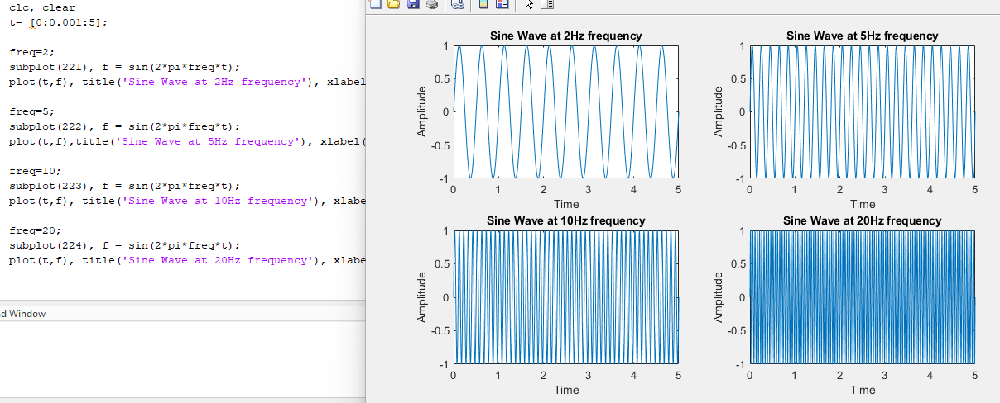 clc, clear
t= [0:0.001:5];
freq=2;
subplot(221), f = sin(2*pi*freq*t);
plot(t,f), title('Sine Wave at 2Hz frequency'), xlabel
freq=5;
subplot(222), f = sin(2*pi*freq*t);
plot(t,f),title('Sine Wave at 5Hz frequency'), xlabel(
freq=10;
subplot(223), f = sin(2*pi*freq*t);
plot(t,f), title('Sine Wave at 10Hz frequency'), xlabe
freq=20;
subplot(224), f = sin(2*pi*freq*t);
plot(t,f), title('Sine Wave at 20Hz frequency'), xlabe
d Window
Sine Wave at 2Hz frequency
1
0.5
0
-0.5
-1
Amplitude
0 1 2 3 4 5
Time
Sine Wave at 5Hz frequency
1
0.5
0
-0.5
-1
Amplitude
0 1 2 3 4 5
Time
Sine Wave at 10Hz frequency
1
0.5
0
-0.5
-1
Amplitude
0 1 2 3 4 5
Time
Sine Wave at 20Hz frequency
1
0.5
0
-0.5
-1
Amplitude
0 1 2 3 4 5
Time